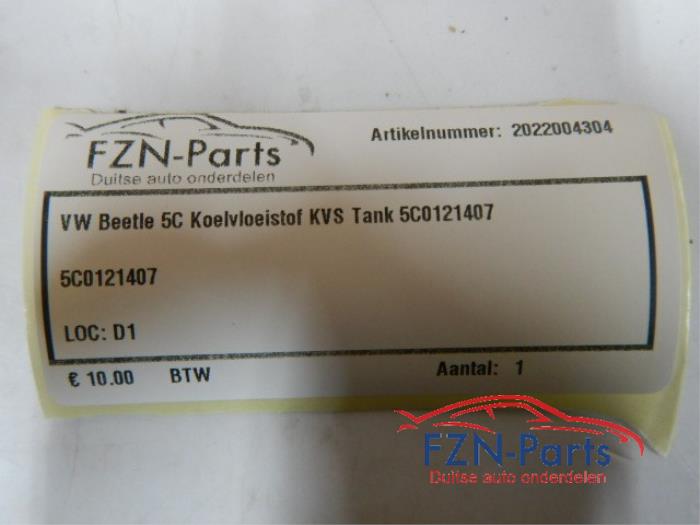 FZN-Parts
Duitse auto onderdelen
Artikelnummer: 2022004304
VW Beetle 5C Koelvloeistof KVS Tank 5C0121407
5C0121407
LOC: D1
€ 10.00 BTW
Aantal: 1
FZN-Parts
Duitse auto onderdelen